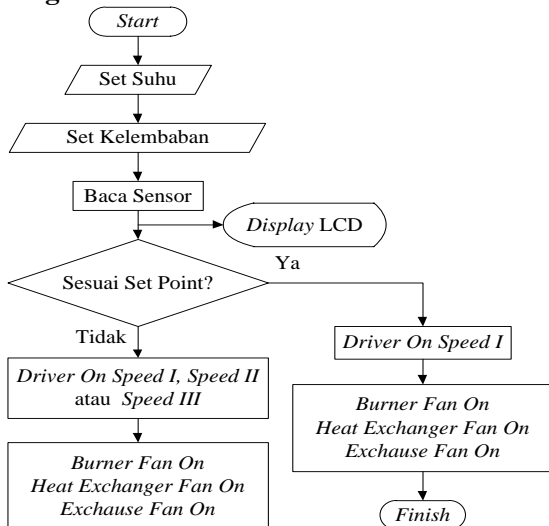 Start
Set Suhu
Set Kelembaban
Baca Sensor
Display LCD
Sesuai Set Point?
Ya
Tidak
Driver On Speed I
Driver On Speed I, Speed II
atau Speed III
Burner Fan On
Heat Exchanger Fan On
Exchause Fan On
Burner Fan On
Heat Exchanger Fan On
Exchause Fan On
Finish